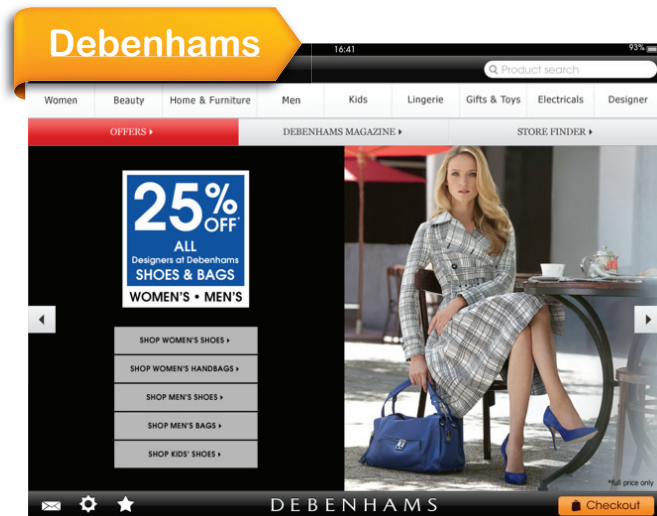 Debenhams
16:41
93%
Product search
Women Beauty Home & Furniture Men Kids Lingerie Gifts & Toys Electricals Designer
OFFERS DEBENHAMS MAGAZINE STORE FINDER
25% OFF*
ALL
Designers at Debenhams
SHOES & BAGS
WOMEN'S • MEN'S
SHOP WOMEN'S SHOES
SHOP WOMEN'S HANDBAGS
SHOP MEN'S SHOES
SHOP MEN'S BAGS
SHOP KIDS' SHOES
*full price only
DEBENHAMS
Checkout